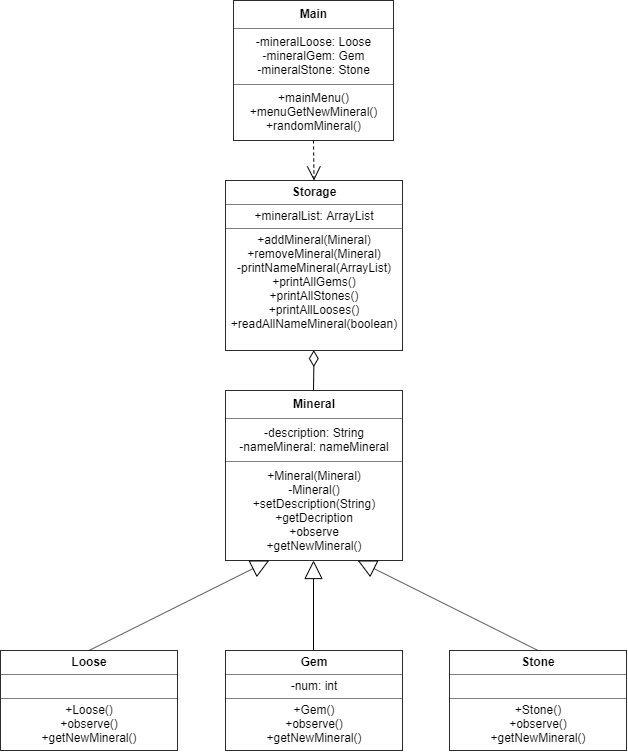 Main
-mineralLoose: Loose
-mineralGem: Gem
-mineralStone: Stone
+mainMenu()
+menuGetNewMineral()
+randomMineral()
Storage
+mineralList: ArrayList
+addMineral(Mineral)
+removeMineral(Mineral)
-printNameMineral(ArrayList)
+printAllGems()
+printAllStones()
+printAllLooses()
+readAllNameMineral(boolean)
Mineral
-description: String
-nameMineral: nameMineral
+Mineral(Mineral)
-Mineral()
+setDescription(String)
+getDecription
+observe
+getNewMineral()
Loose
+Loose()
+observe()
+getNewMineral()
Gem
-num: int
+Gem()
+observe()
+getNewMineral()
Stone
+Stone()
+observe()
+getNewMineral()